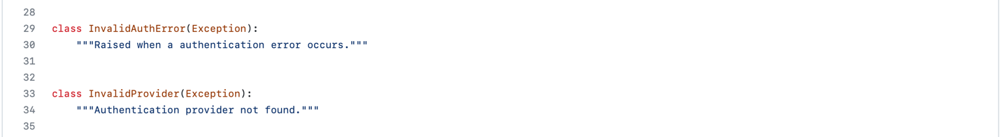 28
29 class InvalidAuthError(Exception):
30     """Raised when a authentication error occurs."""
31
32
33 class InvalidProvider(Exception):
34     """Authentication provider not found."""
35